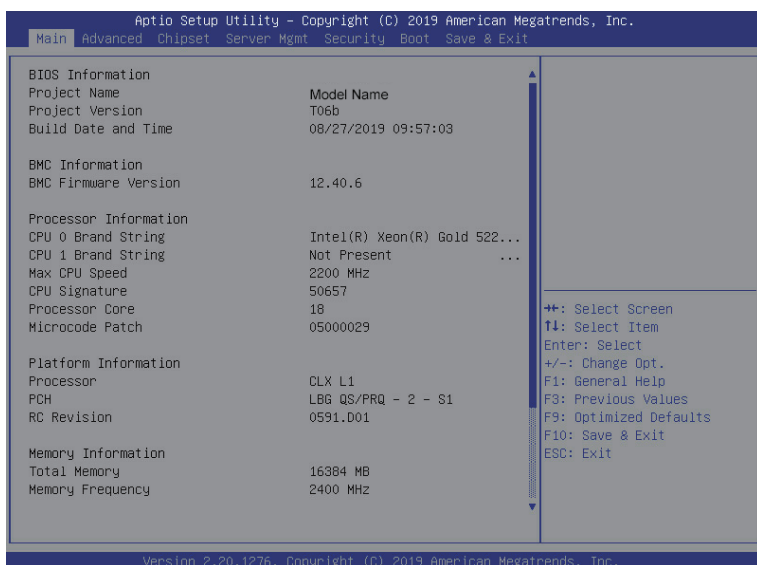 Aptio Setup Utility – Copyright (C) 2019 American Megatrends, Inc.
Main Advanced Chipset Server Mgmt Security Boot Save & Exit
BIOS Information
Project Name Model Name
Project Version T06b
Build Date and Time 08/27/2019 09:57:03
BMC Information
BMC Firmware Version 12.40.6
Processor Information
CPU 0 Brand String Intel(R) Xeon(R) Gold 522...
CPU 1 Brand String Not Present ...
Max CPU Speed 2200 MHz
CPU Signature 50657
Processor Core 18
Microcode Patch 05000029
Platform Information
Processor CLX L1
PCH LBG QS/PRQ - 2 - S1
RC Revision 0591.D01
Memory Information
Total Memory 16384 MB
Memory Frequency 2400 MHz
→←: Select Screen
↑↓: Select Item
Enter: Select
+/-: Change Opt.
F1: General Help
F3: Previous Values
F9: Optimized Defaults
F10: Save & Exit
ESC: Exit
Version 2.20.1276. Copyright (C) 2019 American Megatrends, Inc.